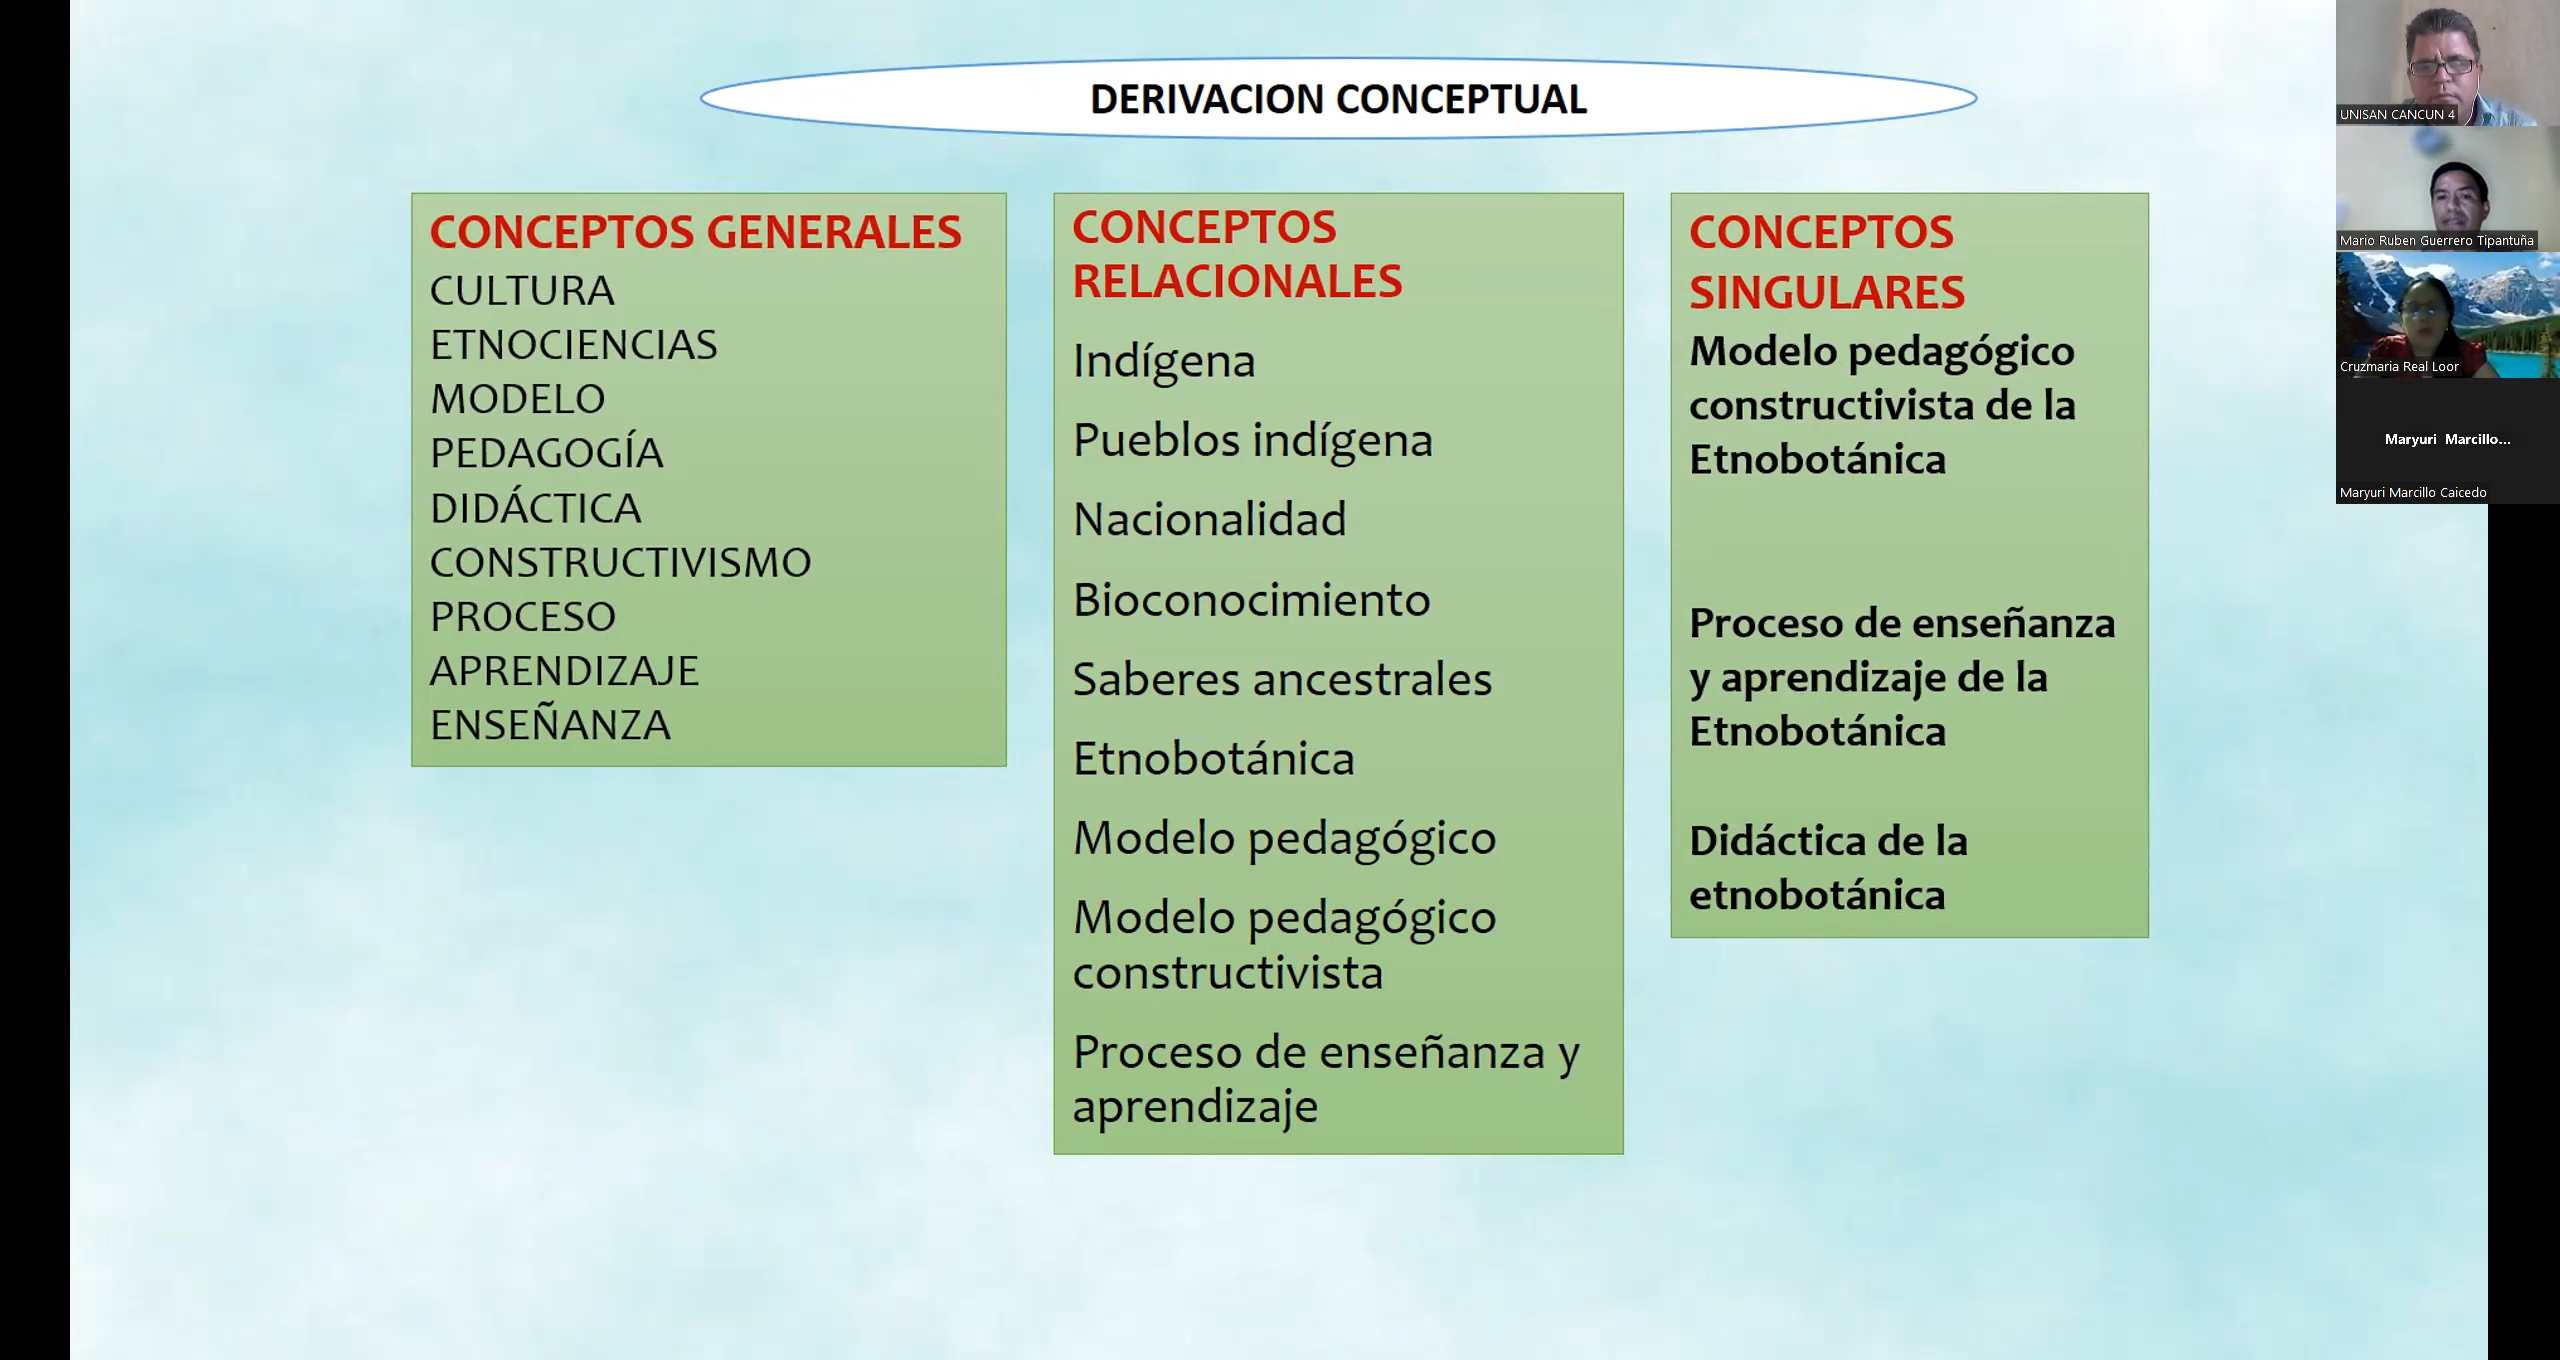 DERIVACION CONCEPTUAL
CONCEPTOS GENERALES
CULTURA
ETNOCIENCIAS
MODELO
PEDAGOGÍA
DIDÁCTICA
CONSTRUCTIVISMO
PROCESO
APRENDIZAJE
ENSEÑANZA
CONCEPTOS
RELACIONALES
Indígena
Pueblos indígena
Nacionalidad
Bioconocimiento
Saberes ancestrales
Etnobotánica
Modelo pedagógico
Modelo pedagógico
constructivista
Proceso de enseñanza y
aprendizaje
CONCEPTOS
SINGULARES
Modelo pedagógico
constructivista de la
Etnobotánica
Proceso de enseñanza
y aprendizaje de la
Etnobotánica
Didáctica de la
etnobotánica
UNISAN CANCUN 4
Mario Ruben Guerrero Tipantuña
Cruzmaria Real Loor
Maryuri Marcillo...
Maryuri Marcillo Caicedo